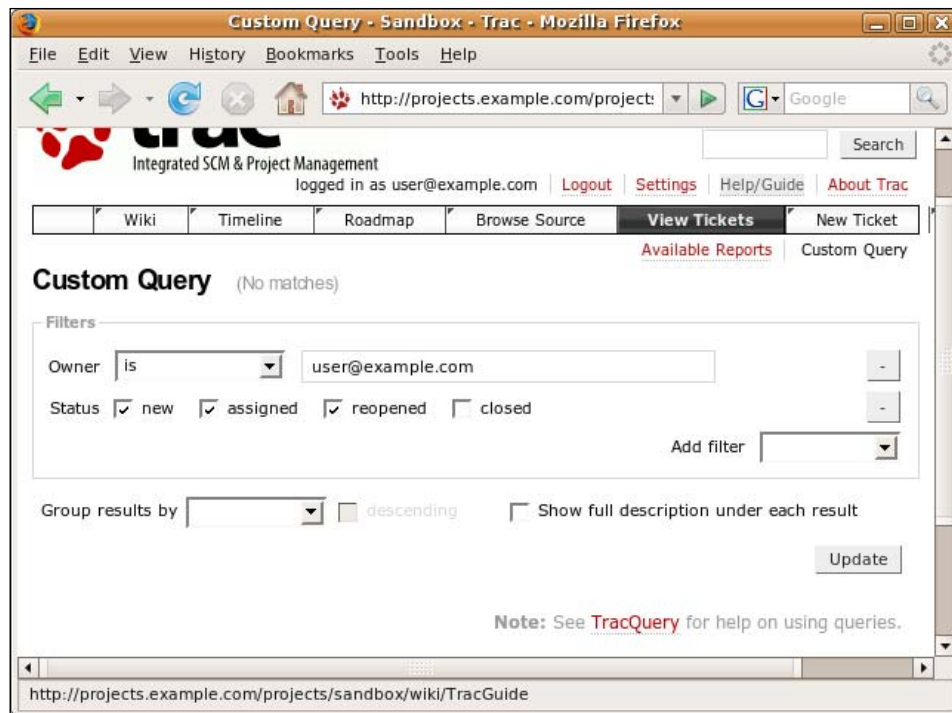 Custom Query - Sandbox - Trac - Mozilla Firefox
File Edit View History Bookmarks Tools Help
http://projects.example.com/project: G Google
trac
Integrated SCM & Project Management
Search
logged in as user@example.com Logout Settings Help/Guide About Trac
Wiki Timeline Roadmap Browse Source View Tickets New Ticket
Available Reports Custom Query
Custom Query (No matches)
Filters
Owner is user@example.com -
Status new assigned reopened closed -
Add filter
Group results by descending Show full description under each result
Update
Note: See TracQuery for help on using queries.
http://projects.example.com/projects/sandbox/wiki/TracGuide